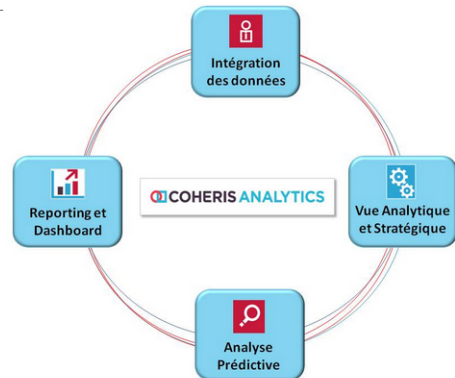 Intégration
des données
Reporting et
Dashboard
COHERIS ANALYTICS
Vue Analytique
et Stratégique
Analyse
Prédictive